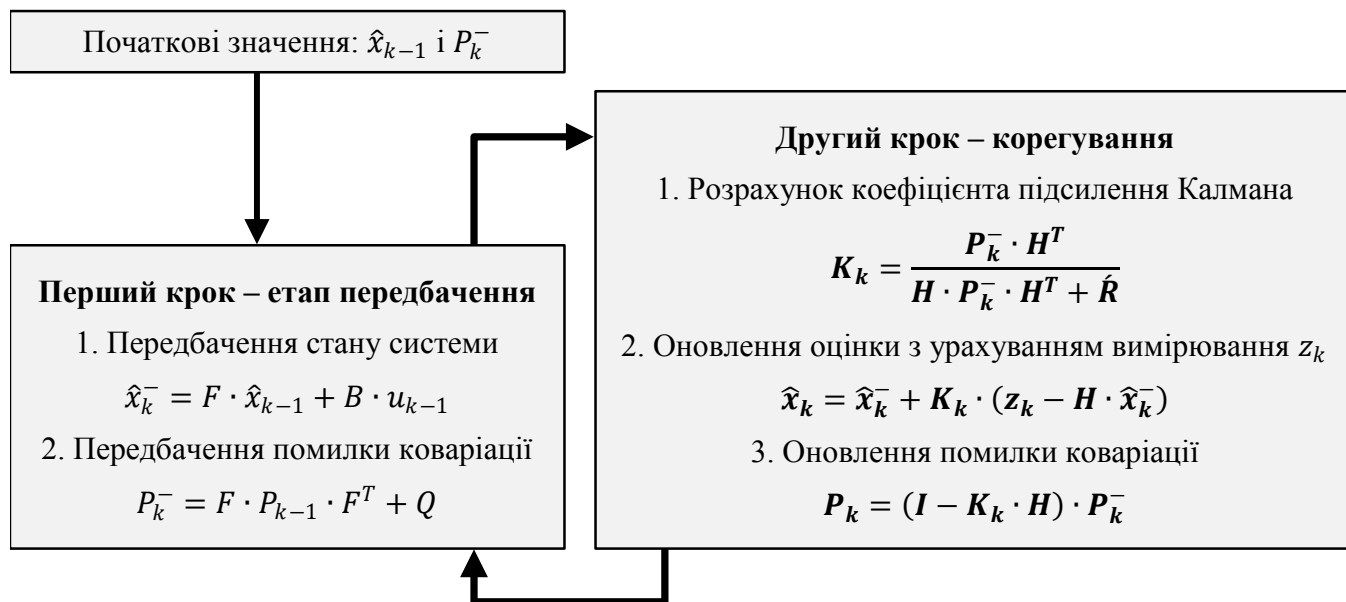 Початкові значення: x̂ₖ₋₁ і Pₖ⁻
Перший крок – етап передбачення
1. Передбачення стану системи
x̂ₖ⁻ = F · x̂ₖ₋₁ + B · uₖ₋₁
2. Передбачення помилки коваріації
Pₖ⁻ = F · Pₖ₋₁ · Fᵀ + Q
Другий крок – корегування
1. Розрахунок коефіцієнта підсилення Калмана
Kₖ = Pₖ⁻ · Hᵀ / H · Pₖ⁻ · Hᵀ + Ŕ
2. Оновлення оцінки з урахуванням вимірювання zₖ
x̂ₖ = x̂ₖ⁻ + Kₖ · (zₖ − H · x̂ₖ⁻)
3. Оновлення помилки коваріації
Pₖ = (I − Kₖ · H) · Pₖ⁻